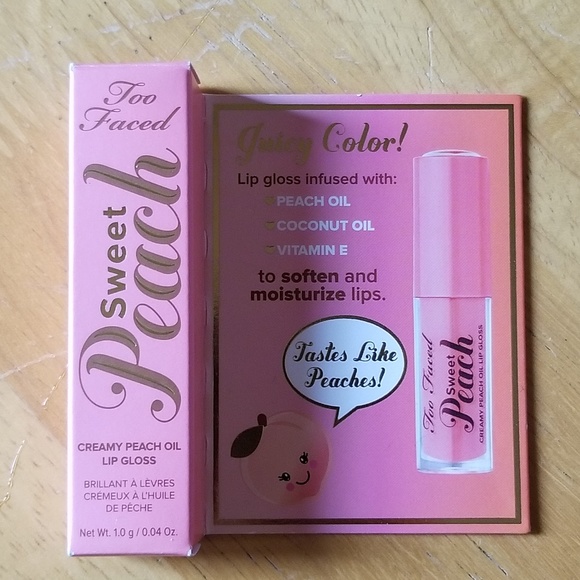 Too
Faced
Sweet
Peach
CREAMY PEACH OIL
LIP GLOSS
BRILLANT À LÈVRES
CRÉMEUX À L'HUILE
DE PÊCHE
Net Wt. 1.0 g / 0.04 Oz.
Juicy Color!
Lip gloss infused with:
PEACH OIL
COCONUT OIL
VITAMIN E
to soften and
moisturize lips.
Tastes Like
Peaches!
Too Faced
Sweet
Peach
CREAMY PEACH OIL LIP GLOSS